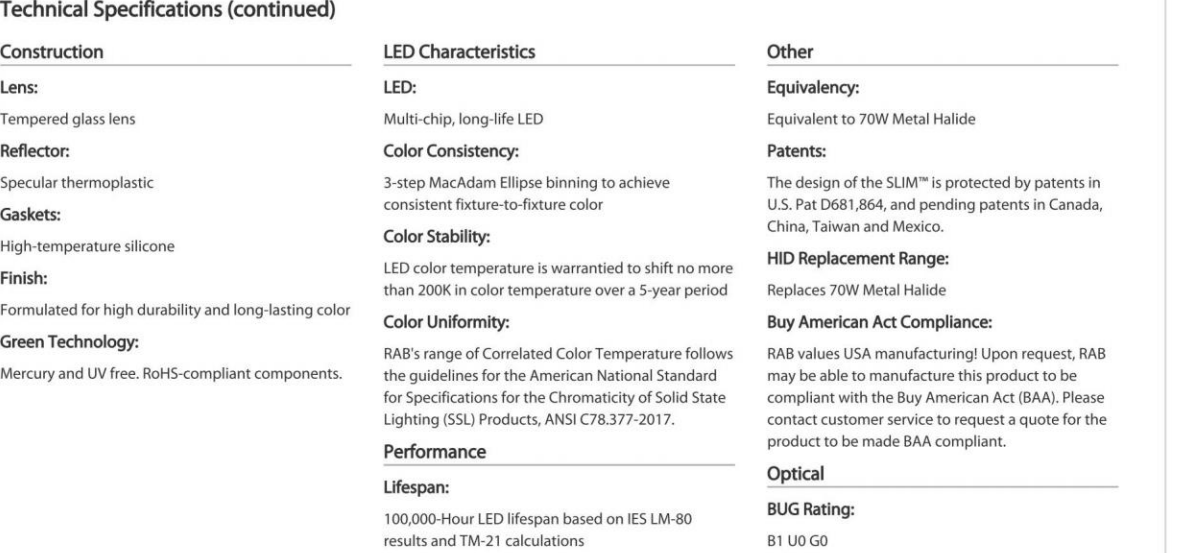 Technical Specifications (continued)
Construction
Lens:
Tempered glass lens
Reflector:
Specular thermoplastic
Gaskets:
High-temperature silicone
Finish:
Formulated for high durability and long-lasting color
Green Technology:
Mercury and UV free. RoHS-compliant components.
LED Characteristics
LED:
Multi-chip, long-life LED
Color Consistency:
3-step MacAdam Ellipse binning to achieve
consistent fixture-to-fixture color
Color Stability:
LED color temperature is warrantied to shift no more
than 200K in color temperature over a 5-year period
Color Uniformity:
RAB's range of Correlated Color Temperature follows
the guidelines for the American National Standard
for Specifications for the Chromaticity of Solid State
Lighting (SSL) Products, ANSI C78.377-2017.
Performance
Lifespan:
100,000-Hour LED lifespan based on IES LM-80
results and TM-21 calculations
Other
Equivalency:
Equivalent to 70W Metal Halide
Patents:
The design of the SLIM™ is protected by patents in
U.S. Pat D681,864, and pending patents in Canada,
China, Taiwan and Mexico.
HID Replacement Range:
Replaces 70W Metal Halide
Buy American Act Compliance:
RAB values USA manufacturing! Upon request, RAB
may be able to manufacture this product to be
compliant with the Buy American Act (BAA). Please
contact customer service to request a quote for the
product to be made BAA compliant.
Optical
BUG Rating:
B1 U0 G0